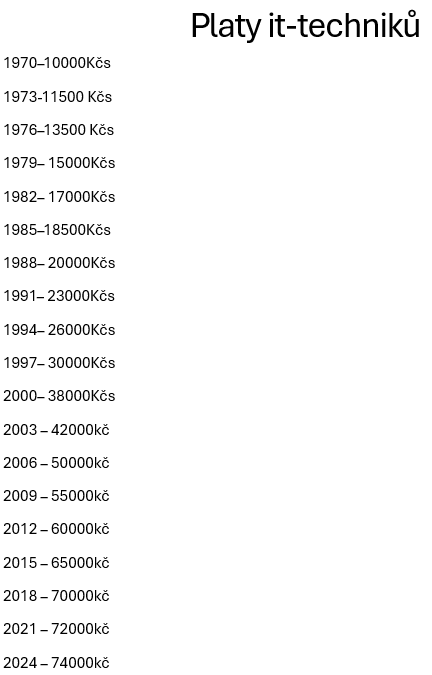 Platy it-techniků
1970–10000Kčs
1973-11500 Kčs
1976–13500 Kčs
1979– 15000Kčs
1982– 17000Kčs
1985–18500Kčs
1988– 20000Kčs
1991– 23000Kčs
1994– 26000Kčs
1997– 30000Kčs
2000– 38000Kčs
2003 – 42000kč
2006 – 50000kč
2009 – 55000kč
2012 – 60000kč
2015 – 65000kč
2018 – 70000kč
2021 – 72000kč
2024 – 74000kč